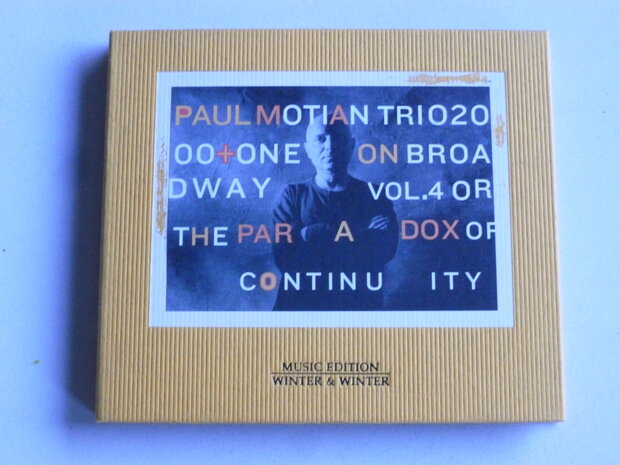 PAUL MOTIAN TRIO20
00+ONE ON BROA
DWAY VOL.4 OR
THE PAR A DOX OF
CONTINU ITY
MUSIC EDITION
WINTER & WINTER